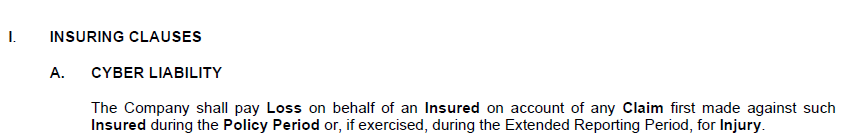 I. INSURING CLAUSES
A. CYBER LIABILITY
The Company shall pay Loss on behalf of an Insured on account of any Claim first made against such
Insured during the Policy Period or, if exercised, during the Extended Reporting Period, for Injury.